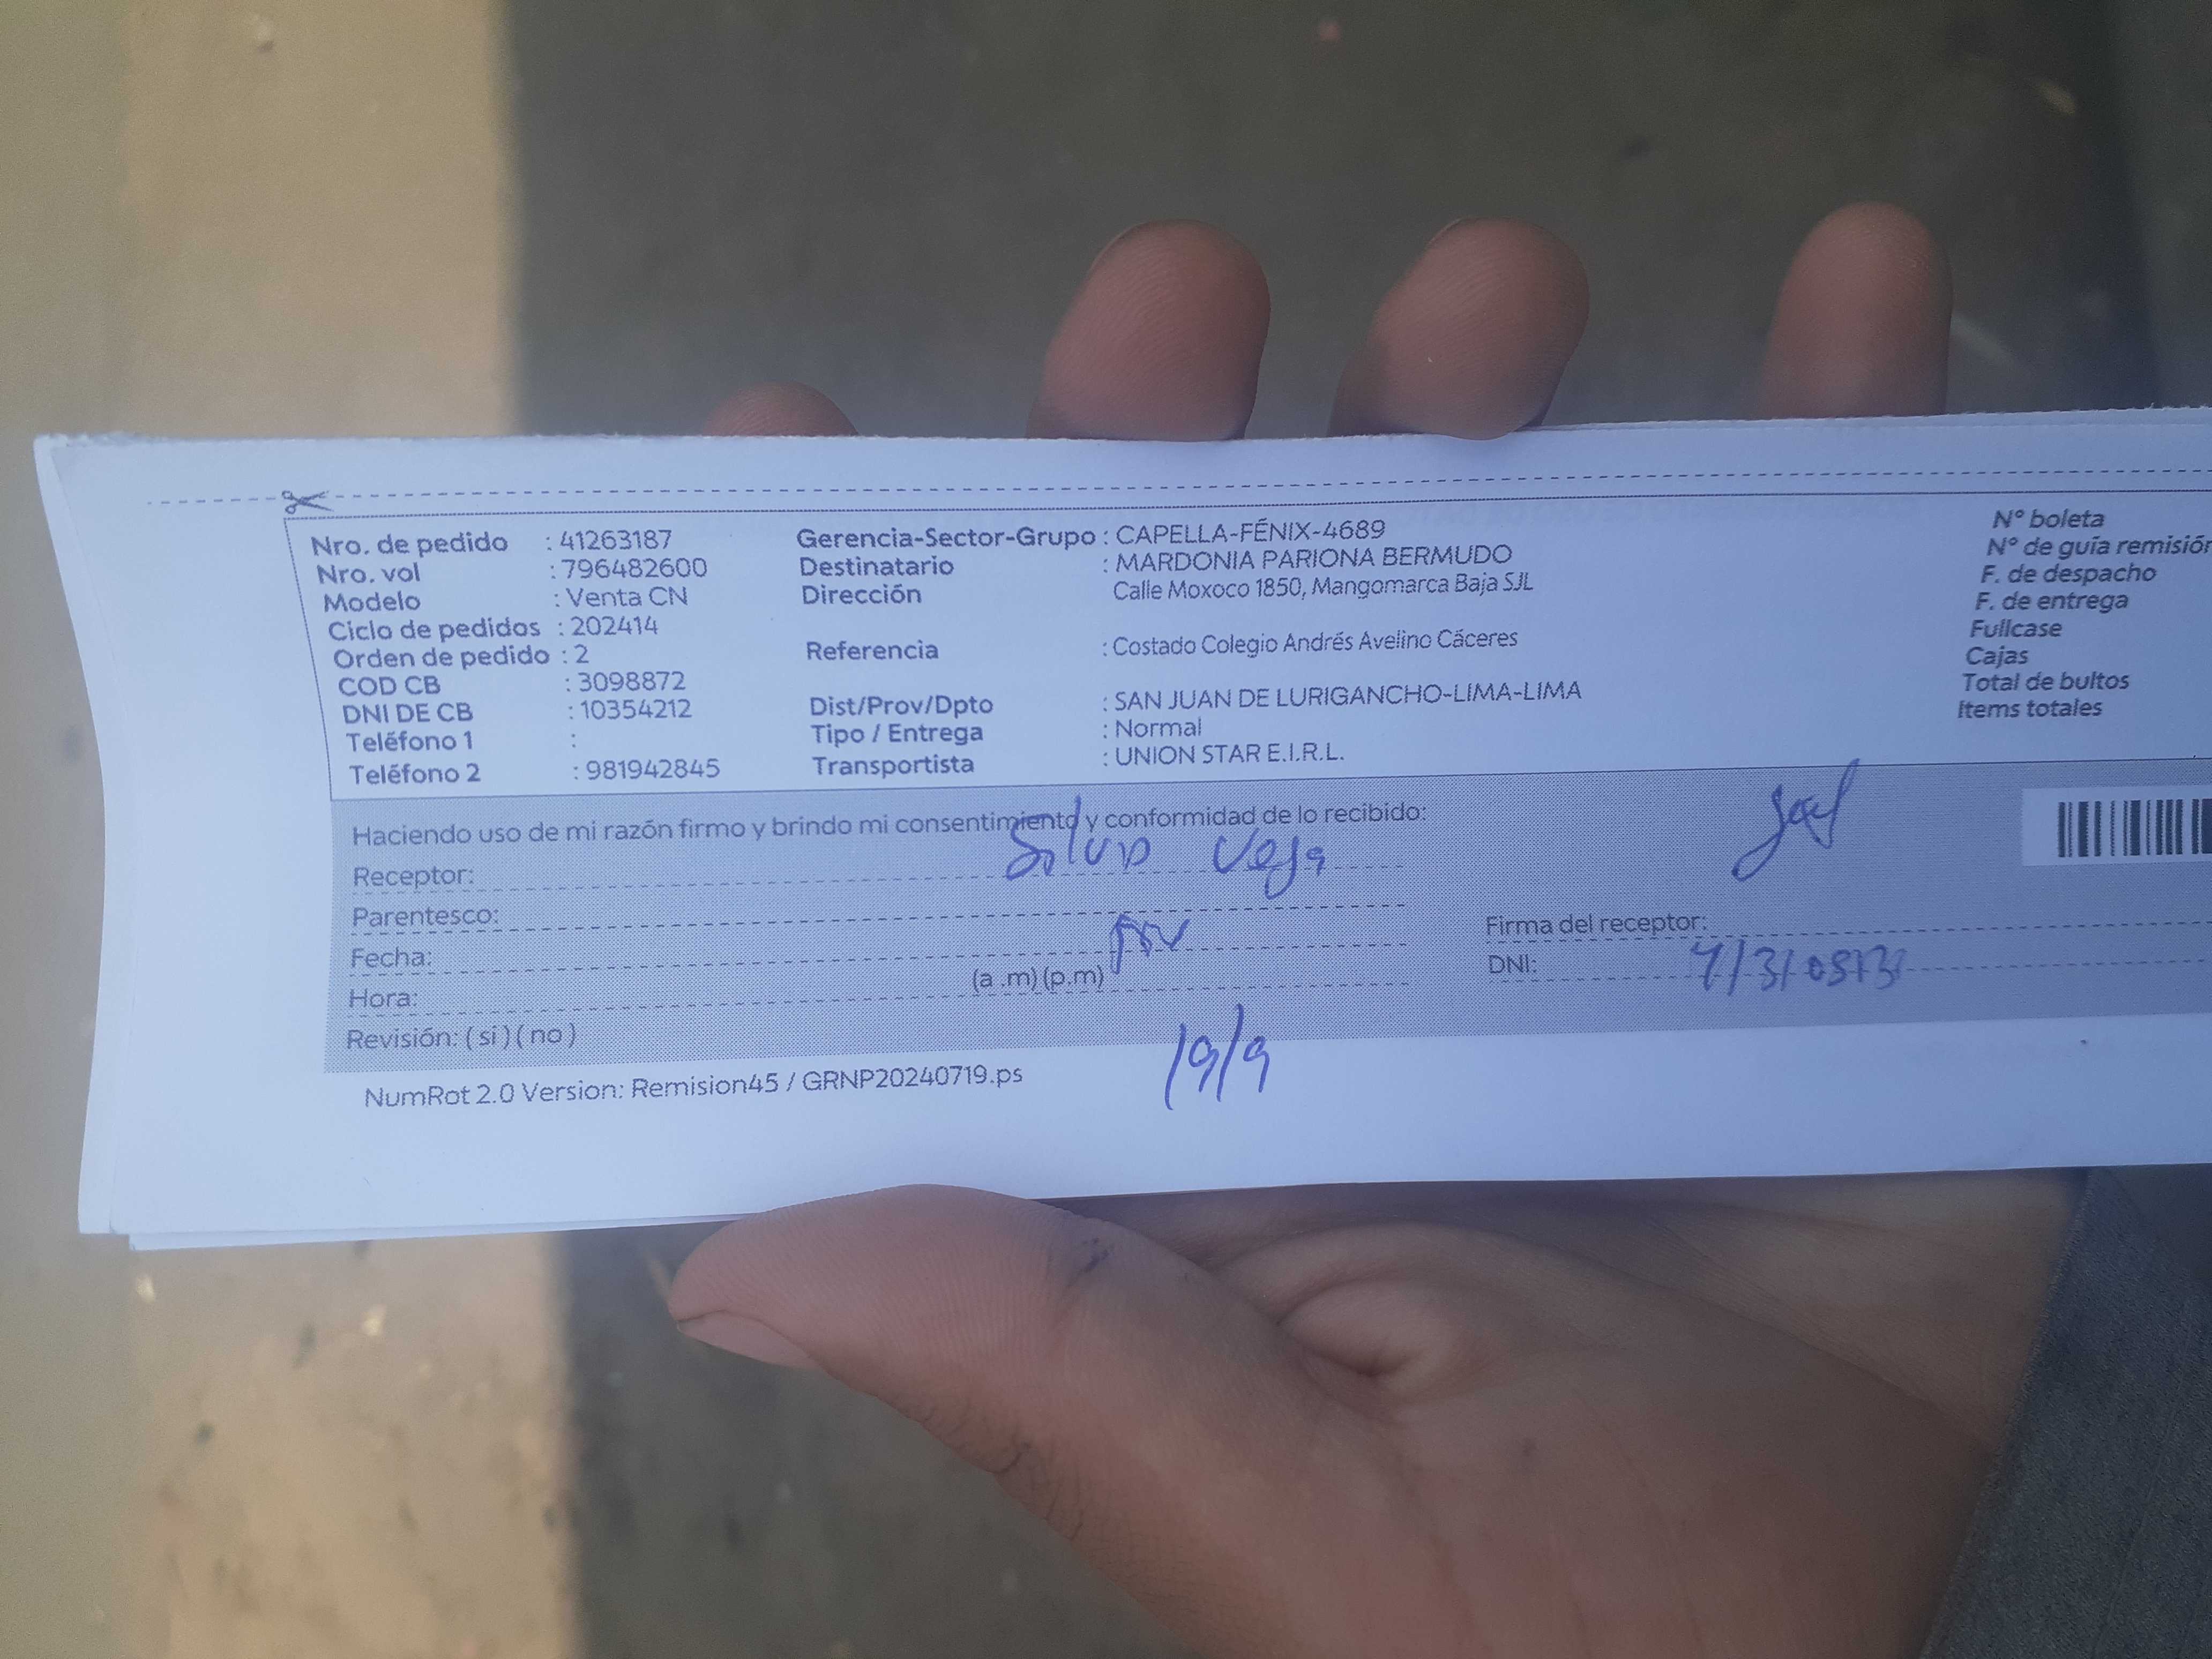 Nro. de pedido : 41263187
Nro. vol : 796482600
Modelo : Venta CN
Ciclo de pedidos : 202414
Orden de pedido : 2
COD CB : 3098872
DNI DE CB : 10354212
Teléfono 1 :
Teléfono 2 : 981942845
Gerencia-Sector-Grupo : CAPELLA-FÉNIX-4689
Destinatario : MARDONIA PARIONA BERMUDO
Dirección Calle Moxoco 1850, Mangomarca Baja SJL
Referencia : Costado Colegio Andrés Avelino Cáceres
Dist/Prov/Dpto : SAN JUAN DE LURIGANCHO-LIMA-LIMA
Tipo / Entrega : Normal
Transportista : UNION STAR E.I.R.L.
Nº boleta
Nº de guía remisión
F. de despacho
F. de entrega
Fullcase
Cajas
Total de bultos
Items totales
Haciendo uso de mi razón firmo y brindo mi consentimiento y conformidad de lo recibido:
Receptor: Vega
Parentesco:
Fecha:
Hora: (a .m) (p.m)
Revisión: ( si ) ( no )
19/9
Firma del receptor:
DNI:
NumRot 2.0 Version: Remision45 / GRNP20240719.ps